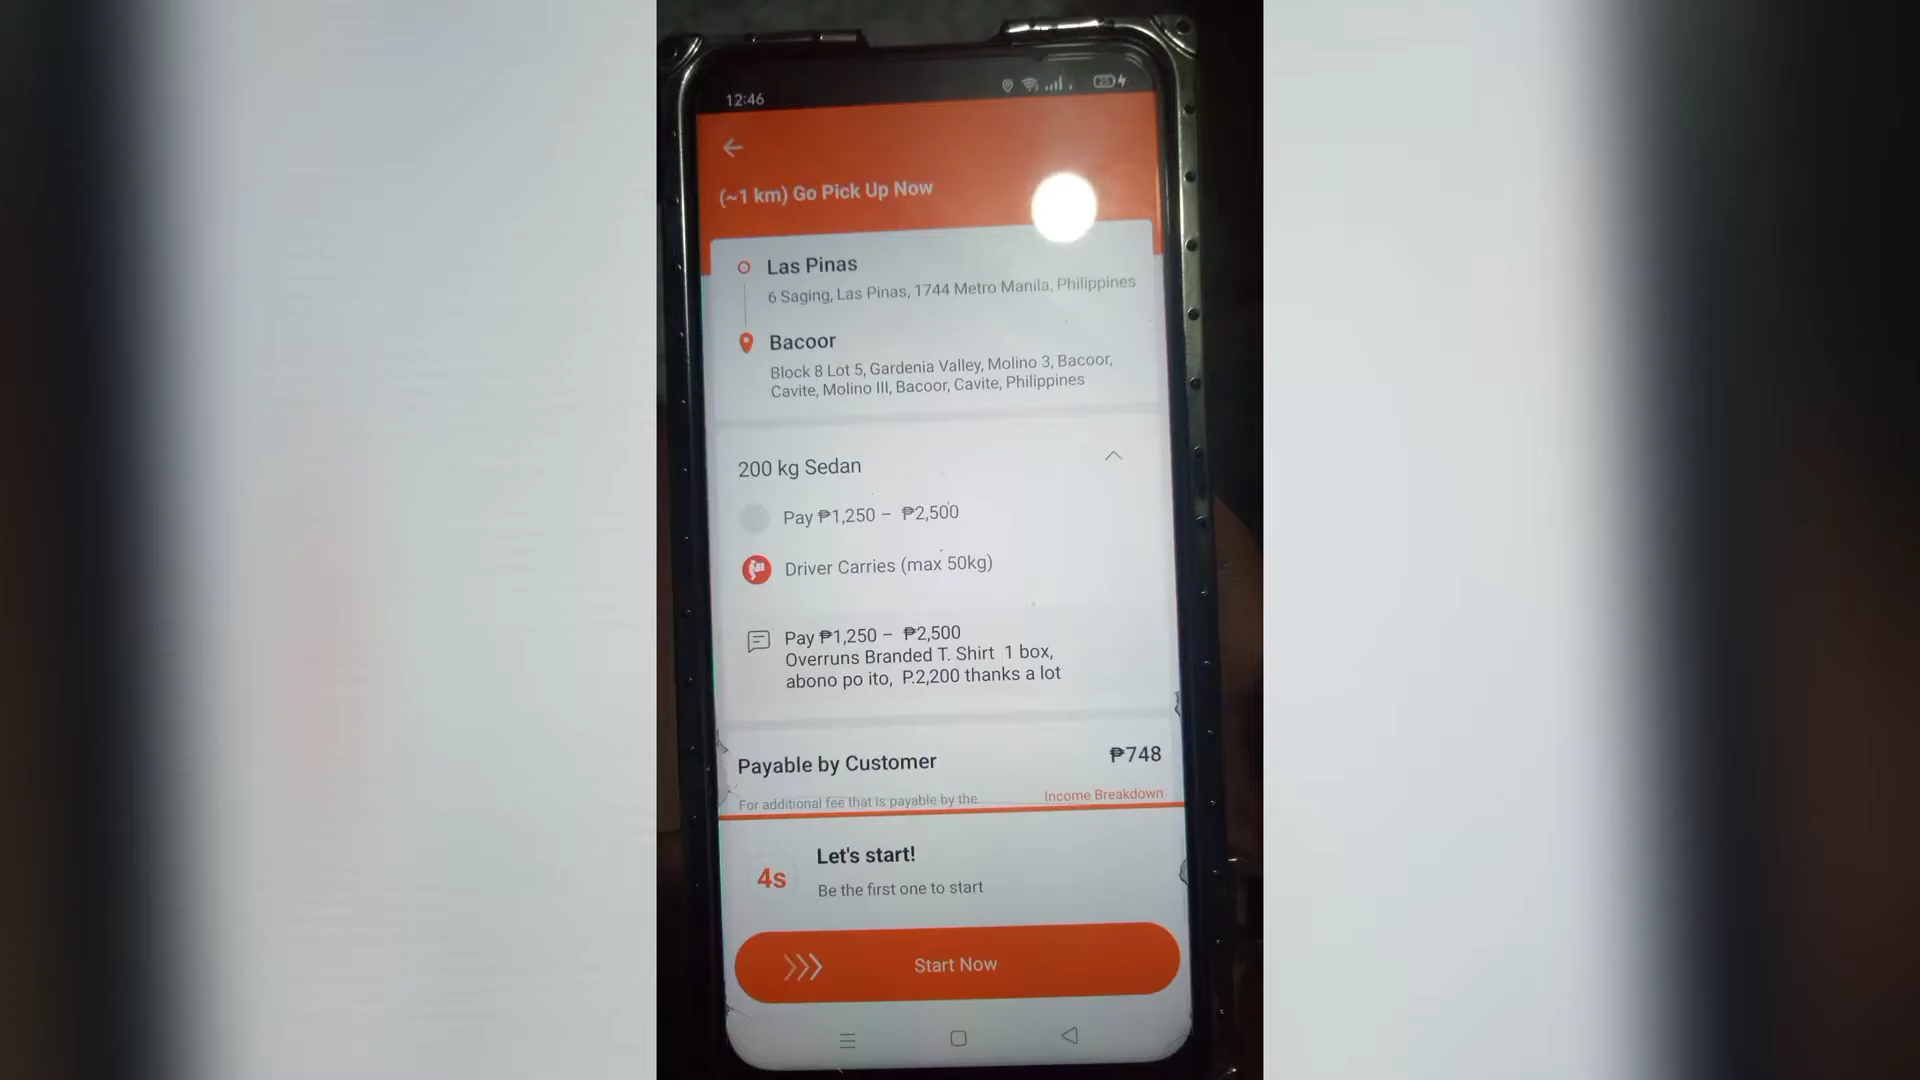 12:46
(~1 km) Go Pick Up Now
Las Pinas
6 Saging, Las Pinas, 1744 Metro Manila, Philippines
Bacoor
Block 8 Lot 5, Gardenia Valley, Molino 3, Bacoor,
Cavite, Molino III, Bacoor, Cavite, Philippines
200 kg Sedan
Pay ₱1,250 – ₱2,500
Driver Carries (max 50kg)
Pay ₱1,250 – ₱2,500
Overruns Branded T. Shirt 1 box,
abono po ito, P.2,200 thanks a lot
Payable by Customer ₱748
For additional fee that is payable by the Income Breakdown
Let's start!
4s
Be the first one to start
Start Now